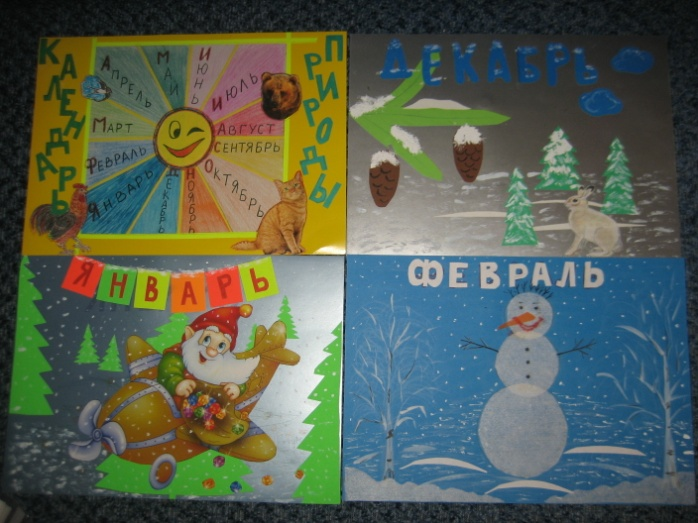 КАЛЕНДАРЬ
ПРИРОДЫ
ЯНВАРЬ
ФЕВРАЛЬ
МАРТ
АПРЕЛЬ
МАЙ
ИЮНЬ
ИЮЛЬ
АВГУСТ
СЕНТЯБРЬ
ОКТЯБРЬ
НОЯБРЬ
ДЕКАБРЬ
ДЕКАБРЬ
ЯНВАРЬ
ФЕВРАЛЬ